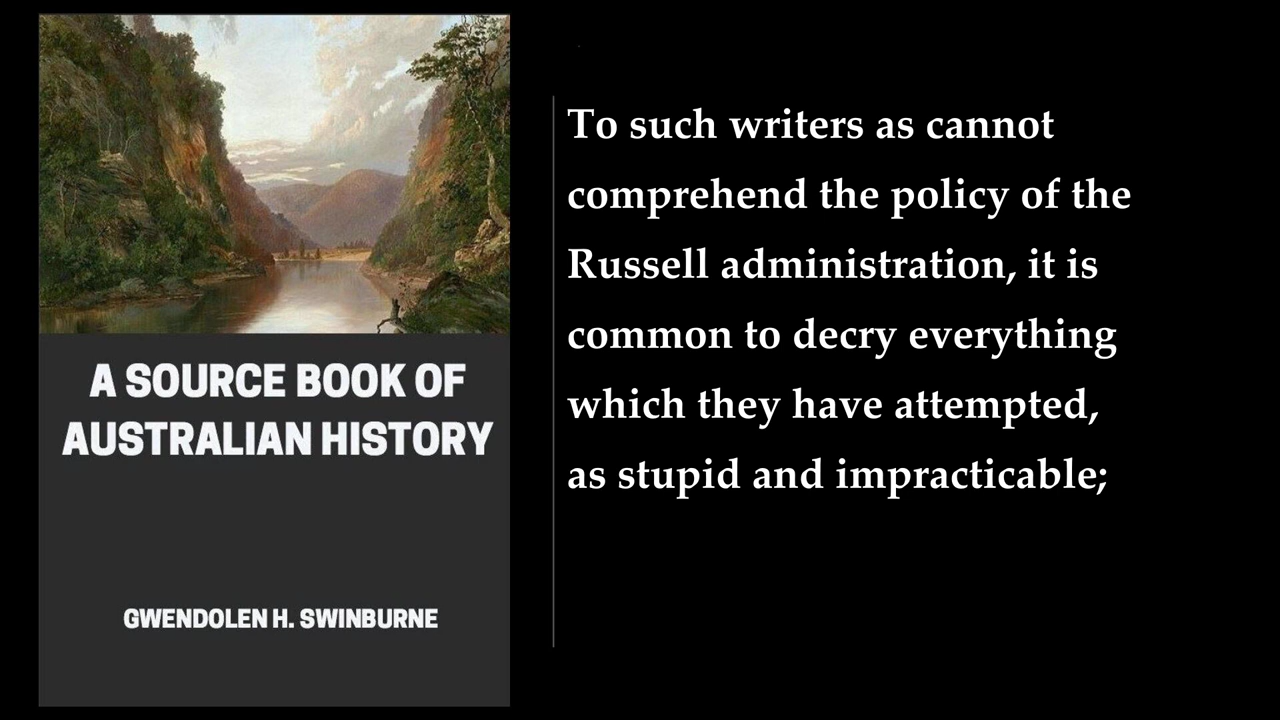 A SOURCE BOOK OF
AUSTRALIAN HISTORY
GWENDOLEN H. SWINBURNE
To such writers as cannot
comprehend the policy of the
Russell administration, it is
common to decry everything
which they have attempted,
as stupid and impracticable;